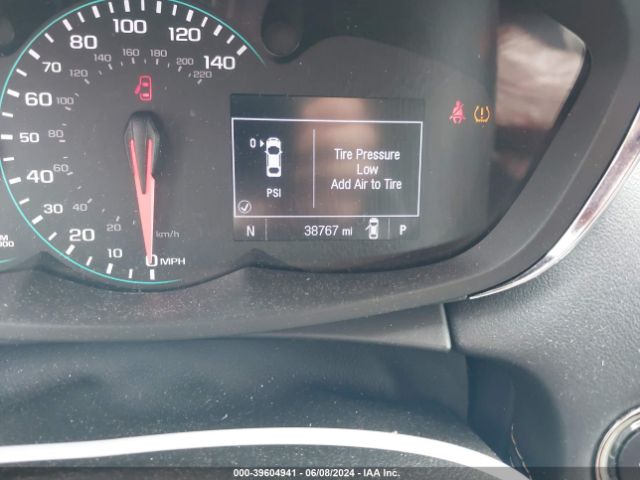 100
80 120
140
60
50
40
30
20
10
0 MPH
160 180
140 200
120 220
100
80
60
40
20
km/h
0
PSI
Tire Pressure
Low
Add Air to Tire
N 38767 mi P
000-39604941 - 06/08/2024 - IAA Inc.